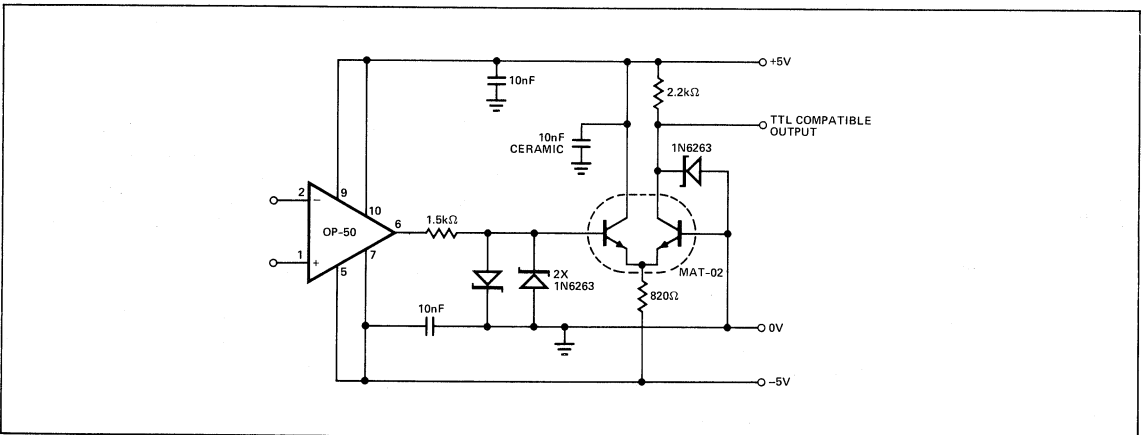 +5V
10nF
2.2kΩ
TTL COMPATIBLE
OUTPUT
10nF
CERAMIC
1N6263
2
9
−
10
1.5kΩ
6
OP-50
7
1
+
5
MAT-02
2X
1N6263
820Ω
10nF
0V
−5V